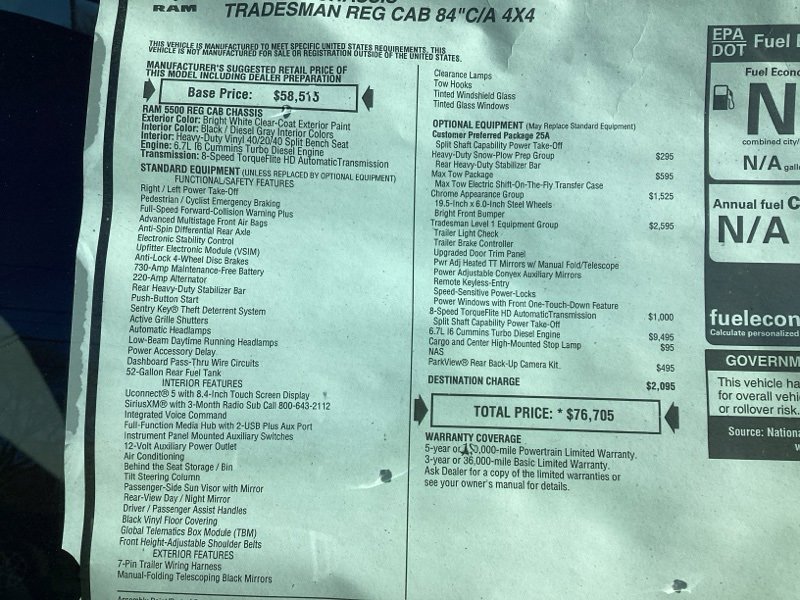 RAM
CHASSIS
TRADESMAN REG CAB 84"C/A 4X4
THIS VEHICLE IS MANUFACTURED TO MEET SPECIFIC UNITED STATES REQUIREMENTS. THIS
VEHICLE IS NOT MANUFACTURED FOR SALE OR REGISTRATION OUTSIDE OF THE UNITED STATES.
MANUFACTURER'S SUGGESTED RETAIL PRICE OF
THIS MODEL INCLUDING DEALER PREPARATION
Base Price: $58,515
RAM 5500 REG CAB CHASSIS
Exterior Color: Bright White Clear-Coat Exterior Paint
Interior Color: Black / Diesel Gray Interior Colors
Interior: Heavy-Duty Vinyl 40/20/40 Split Bench Seat
Engine: 6.7L I6 Cummins Turbo Diesel Engine
Transmission: 8-Speed TorqueFlite HD AutomaticTransmission
STANDARD EQUIPMENT (UNLESS REPLACED BY OPTIONAL EQUIPMENT)
FUNCTIONAL/SAFETY FEATURES
Right / Left Power Take-Off
Pedestrian / Cyclist Emergency Braking
Full-Speed Forward-Collision Warning Plus
Advanced Multistage Front Air Bags
Anti-Spin Differential Rear Axle
Electronic Stability Control
Upfitter Electronic Module (VSIM)
Anti-Lock 4-Wheel Disc Brakes
730-Amp Maintenance-Free Battery
220-Amp Alternator
Rear Heavy-Duty Stabilizer Bar
Push-Button Start
Sentry Key® Theft Deterrent System
Active Grille Shutters
Automatic Headlamps
Low-Beam Daytime Running Headlamps
Power Accessory Delay
Dashboard Pass-Thru Wire Circuits
52-Gallon Rear Fuel Tank
INTERIOR FEATURES
Uconnect® 5 with 8.4-Inch Touch Screen Display
SiriusXM® with 3-Month Radio Sub Call 800-643-2112
Integrated Voice Command
Full-Function Media Hub with 2-USB Plus Aux Port
Instrument Panel Mounted Auxiliary Switches
12-Volt Auxiliary Power Outlet
Air Conditioning
Behind the Seat Storage / Bin
Tilt Steering Column
Passenger-Side Sun Visor with Mirror
Rear-View Day / Night Mirror
Driver / Passenger Assist Handles
Black Vinyl Floor Covering
Global Telematics Box Module (TBM)
Front Height-Adjustable Shoulder Belts
EXTERIOR FEATURES
7-Pin Trailer Wiring Harness
Manual-Folding Telescoping Black Mirrors
Clearance Lamps
Tow Hooks
Tinted Windshield Glass
Tinted Glass Windows
OPTIONAL EQUIPMENT (May Replace Standard Equipment)
Customer Preferred Package 25A
Split Shaft Capability Power Take-Off
Heavy-Duty Snow-Plow Prep Group $295
Rear Heavy-Duty Stabilizer Bar
Max Tow Package $595
Max Tow Electric Shift-On-The-Fly Transfer Case
Chrome Appearance Group $1,525
19.5-Inch x 6.0-Inch Steel Wheels
Bright Front Bumper
Tradesman Level 1 Equipment Group $2,595
Trailer Light Check
Trailer Brake Controller
Upgraded Door Trim Panel
Pwr Adj Heated TT Mirrors w/ Manual Fold/Telescope
Power Adjustable Convex Auxillary Mirrors
Remote Keyless-Entry
Speed-Sensitive Power-Locks
Power Windows with Front One-Touch-Down Feature
8-Speed TorqueFlite HD AutomaticTransmission $1,000
Split Shaft Capability Power Take-Off
6.7L I6 Cummins Turbo Diesel Engine $9,495
Cargo and Center High-Mounted Stop Lamp $95
NAS
ParkView® Rear Back-Up Camera Kit. $495
DESTINATION CHARGE $2,095
TOTAL PRICE: * $76,705
WARRANTY COVERAGE
5-year or 100,000-mile Powertrain Limited Warranty.
3-year or 36,000-mile Basic Limited Warranty.
Ask Dealer for a copy of the limited warranties or
see your owner's manual for details.
EPA
DOT
Fuel
Fuel Econo
N
combined city/
N/A gall
Annual fuel C
N/A
fuelecon
Calculate personalized
GOVERNM
This vehicle ha
for overall vehi
or rollover risk.
Source: Nationa